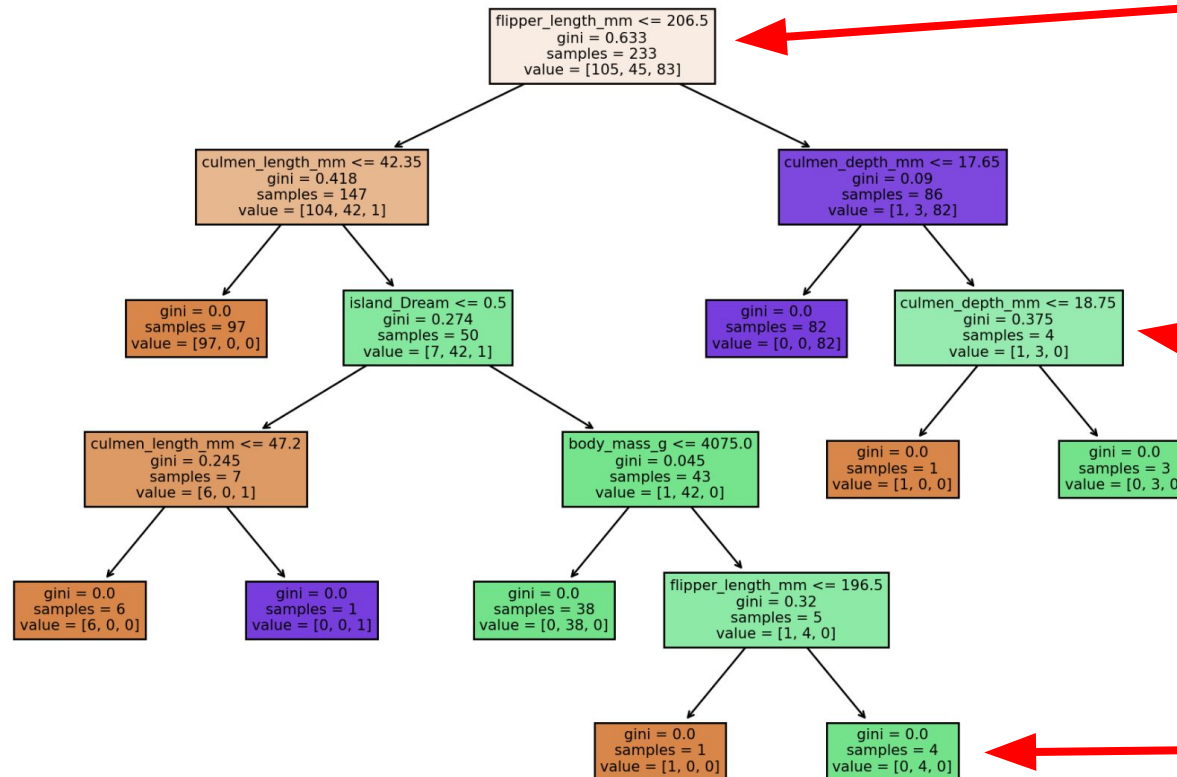 flipper_length_mm <= 206.5
gini = 0.633
samples = 233
value = [105, 45, 83]
culmen_length_mm <= 42.35
gini = 0.418
samples = 147
value = [104, 42, 1]
culmen_depth_mm <= 17.65
gini = 0.09
samples = 86
value = [1, 3, 82]
gini = 0.0
samples = 97
value = [97, 0, 0]
island_Dream <= 0.5
gini = 0.274
samples = 50
value = [7, 42, 1]
gini = 0.0
samples = 82
value = [0, 0, 82]
culmen_depth_mm <= 18.75
gini = 0.375
samples = 4
value = [1, 3, 0]
culmen_length_mm <= 47.2
gini = 0.245
samples = 7
value = [6, 0, 1]
body_mass_g <= 4075.0
gini = 0.045
samples = 43
value = [1, 42, 0]
gini = 0.0
samples = 1
value = [1, 0, 0]
gini = 0.0
samples = 3
value = [0, 3, 0
gini = 0.0
samples = 6
value = [6, 0, 0]
gini = 0.0
samples = 1
value = [0, 0, 1]
gini = 0.0
samples = 38
value = [0, 38, 0]
flipper_length_mm <= 196.5
gini = 0.32
samples = 5
value = [1, 4, 0]
gini = 0.0
samples = 1
value = [1, 0, 0]
gini = 0.0
samples = 4
value = [0, 4, 0]